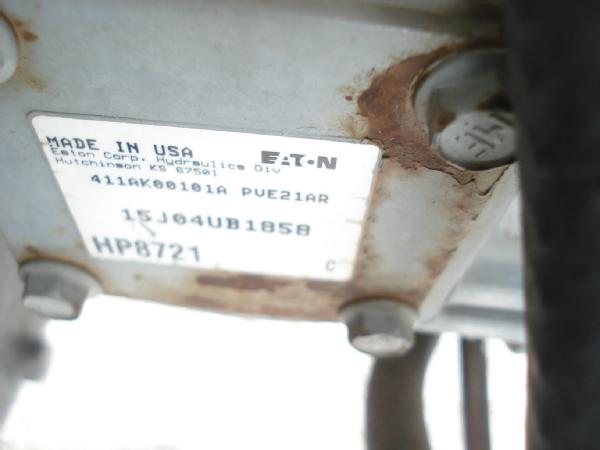 MADE IN USA
EATON
Eaton Corp. Hydraulics Div
Hutchinson KS 67501
411AK00101A PVE21AR
15J04UB1858
HP8721
C